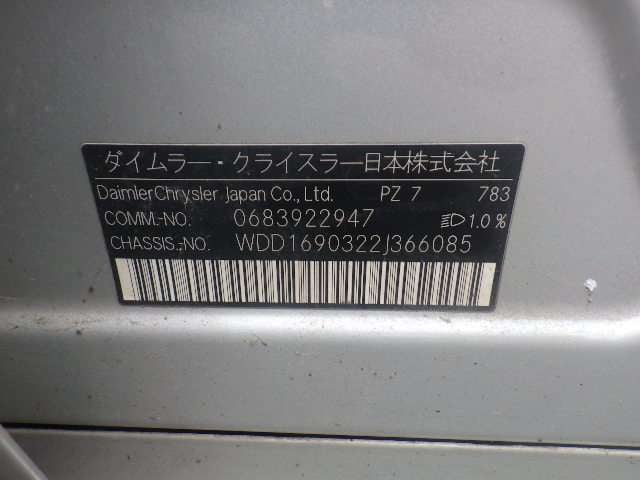 ダイムラー・クライスラー日本株式会社
DaimlerChrysler Japan Co., Ltd. PZ 7 783
COMM.-NO. 0683922947 1.0%
CHASSIS.-NO. WDD1690322J366085